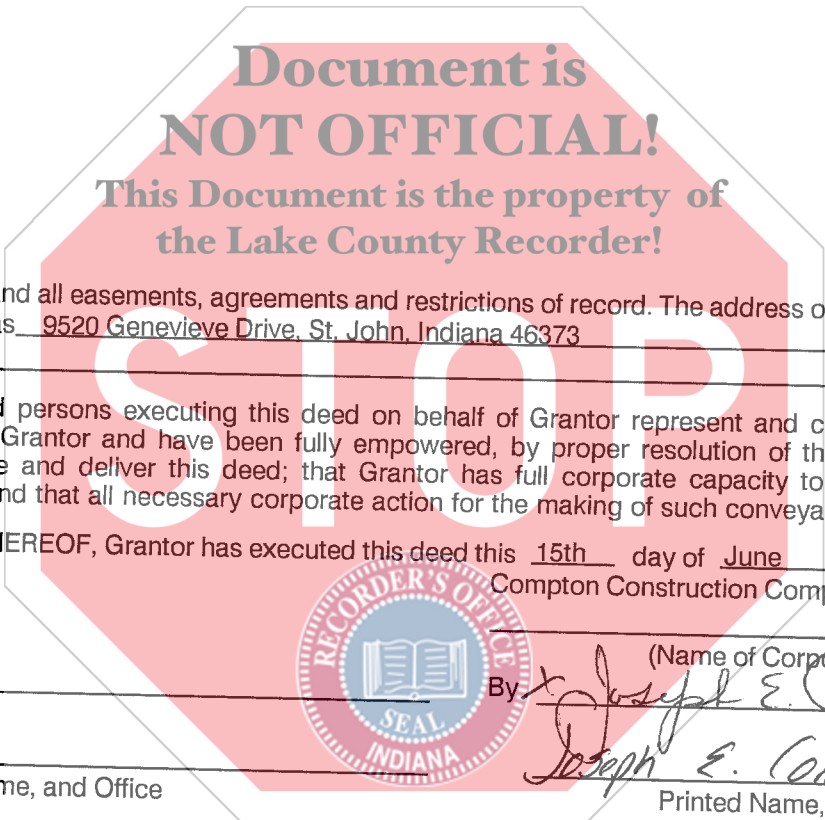 Document is
NOT OFFICIAL!
This Document is the property of
the Lake County Recorder!
nd all easements, agreements and restrictions of record. The address o
s 9520 Genevieve Drive, St. John, Indiana 46373
STOP
d persons executing this deed on behalf of Grantor represent and c
Grantor and have been fully empowered, by proper resolution of th
e and deliver this deed; that Grantor has full corporate capacity to
nd that all necessary corporate action for the making of such conveya
HEREOF, Grantor has executed this deed this 15th day of June
Compton Construction Comp
RECORDER'S OFFICE
SEAL
INDIANA
(Name of Corpo
By X Joseph E. C
Joseph E. Co
me, and Office
Printed Name,